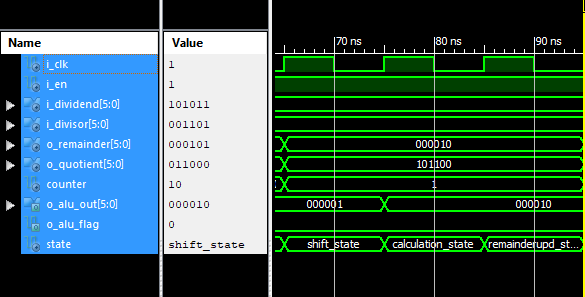 Name Value 70 ns 80 ns 90 ns
i_clk 1
i_en 1
i_dividend[5:0] 101011
i_divisor[5:0] 001101
o_remainder[5:0] 000101 000010
o_quotient[5:0] 011000 101100
counter 10 1
o_alu_out[5:0] 000010 000001 000010
o_alu_flag 0
state shift_state shift_state calculation_state remainderupd_st...